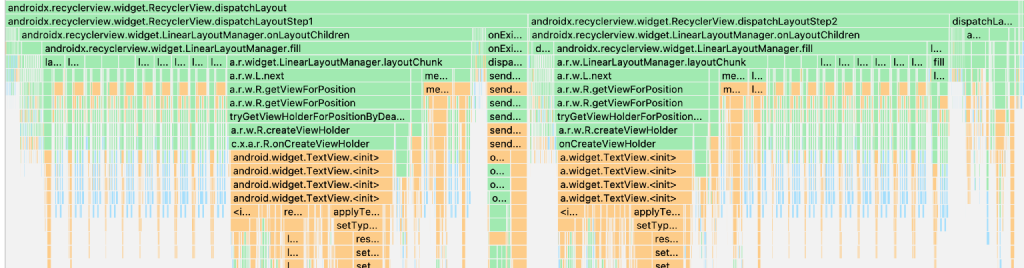 androidx.recyclerview.widget.RecyclerView.dispatchLayout
androidx.recyclerview.widget.RecyclerView.dispatchLayoutStep1 androidx.recyclerview.widget.RecyclerView.dispatchLayoutStep2 dispatchLa...
androidx.recyclerview.widget.LinearLayoutManager.onLayoutChildren onExi... androidx.recyclerview.widget.LinearLayoutManager.onLayoutChildren a...
androidx.recyclerview.widget.LinearLayoutManager.fill onExi... d... androidx.recyclerview.widget.LinearLayoutManager.fill l...
la... l... l... l... l... l... a.r.widget.LinearLayoutManager.layoutChunk dispa... l... l... a.r.w.LinearLayoutManager.layoutChunk l... l... l... l... l... fill
a.r.w.L.next me... send... a.r.w.L.next me... l... l...
a.r.w.R.getViewForPosition me... send... a.r.w.R.getViewForPosition m... l...
a.r.w.R.getViewForPosition send... a.r.w.R.getViewForPosition
tryGetViewHolderForPositionByDea... send... tryGetViewHolderForPosition...
a.r.w.R.createViewHolder send... a.r.w.R.createViewHolder
c.x.a.r.R.onCreateViewHolder send... onCreateViewHolder
android.widget.TextView.<init> o... a.widget.TextView.<init>
android.widget.TextView.<init> o... a.widget.TextView.<init>
android.widget.TextView.<init> o... a.widget.TextView.<init>
android.widget.TextView.<init> o... a.widget.TextView.<init>
<i... re... applyTe... <i... applyTe...
setTyp... setTyp...
l... res... res...
l... set... set...
l... set... set...